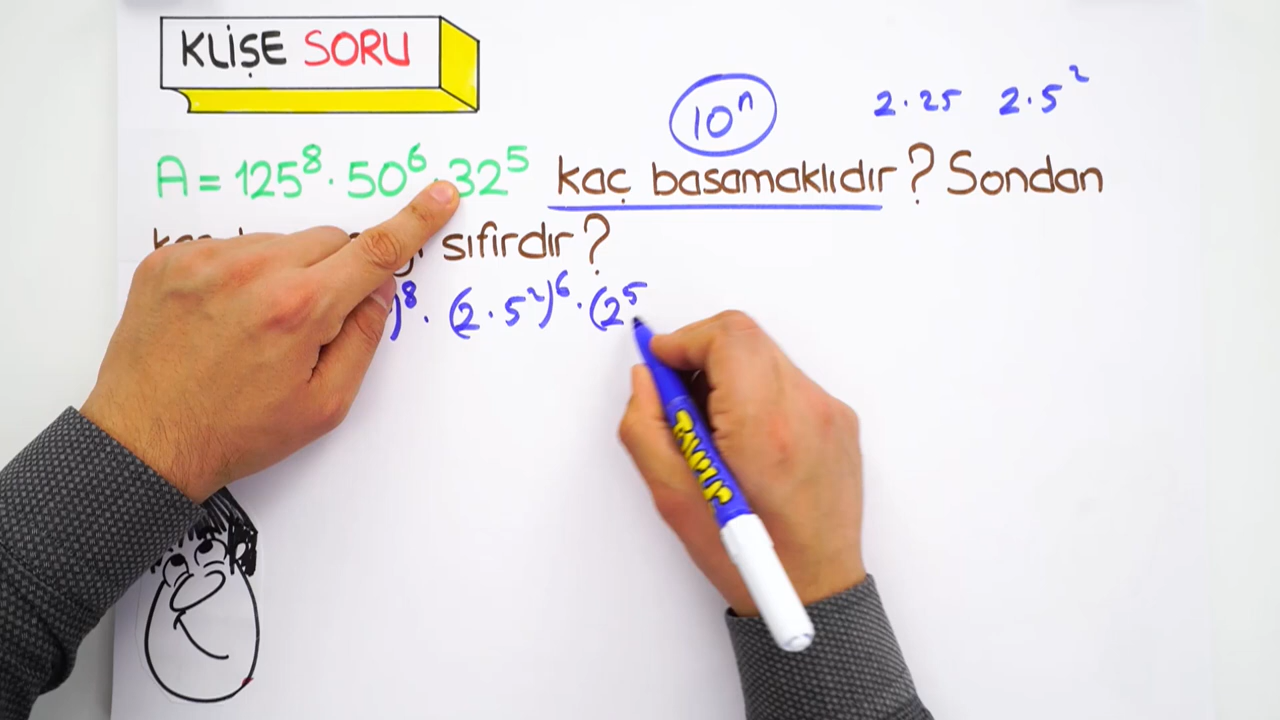 KLİŞE SORU
10ⁿ 2·25 2·5²
A = 125⁸·50⁶·32⁵ kaç basamaklıdır? Sondan
sıfırdır?
)⁸·(2·5²)⁶·(2⁵